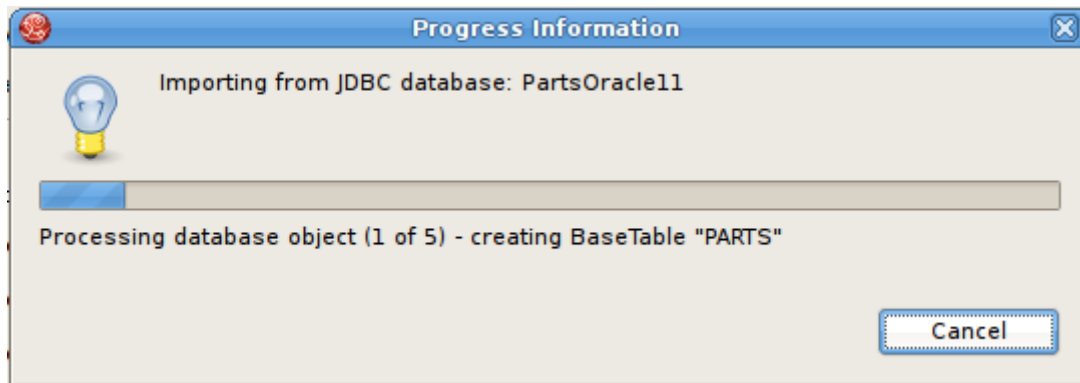 Progress Information
Importing from JDBC database: PartsOracle11
Processing database object (1 of 5) - creating BaseTable "PARTS"
Cancel